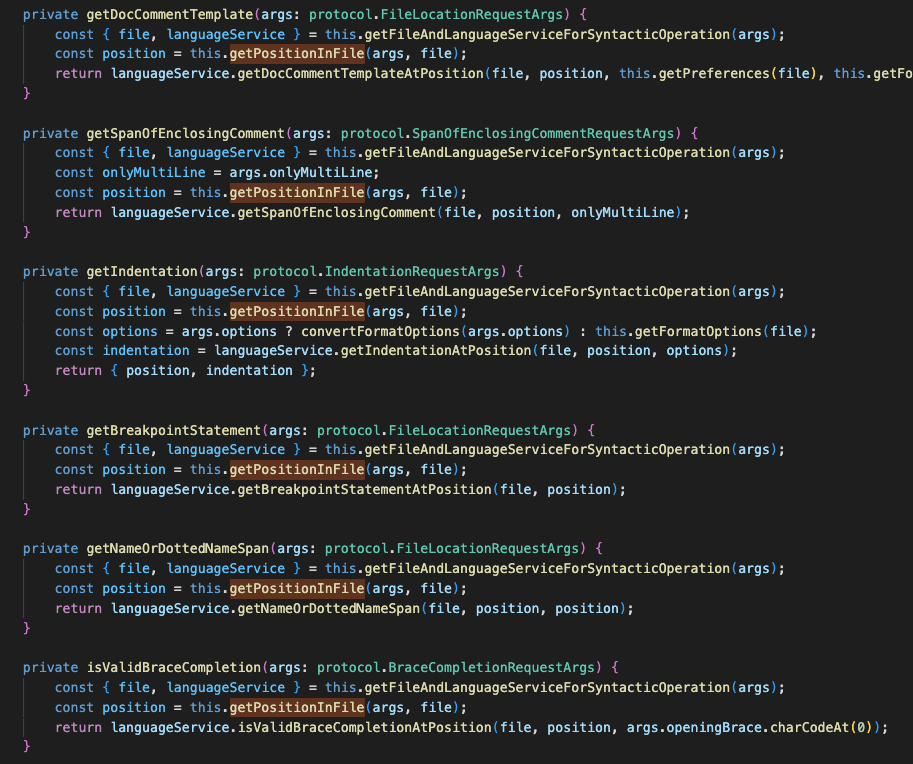 private getDocCommentTemplate(args: protocol.FileLocationRequestArgs) {
const { file, languageService } = this.getFileAndLanguageServiceForSyntacticOperation(args);
const position = this.getPositionInFile(args, file);
return languageService.getDocCommentTemplateAtPosition(file, position, this.getPreferences(file), this.getFo
}
private getSpanOfEnclosingComment(args: protocol.SpanOfEnclosingCommentRequestArgs) {
const { file, languageService } = this.getFileAndLanguageServiceForSyntacticOperation(args);
const onlyMultiLine = args.onlyMultiLine;
const position = this.getPositionInFile(args, file);
return languageService.getSpanOfEnclosingComment(file, position, onlyMultiLine);
}
private getIndentation(args: protocol.IndentationRequestArgs) {
const { file, languageService } = this.getFileAndLanguageServiceForSyntacticOperation(args);
const position = this.getPositionInFile(args, file);
const options = args.options ? convertFormatOptions(args.options) : this.getFormatOptions(file);
const indentation = languageService.getIndentationAtPosition(file, position, options);
return { position, indentation };
}
private getBreakpointStatement(args: protocol.FileLocationRequestArgs) {
const { file, languageService } = this.getFileAndLanguageServiceForSyntacticOperation(args);
const position = this.getPositionInFile(args, file);
return languageService.getBreakpointStatementAtPosition(file, position);
}
private getNameOrDottedNameSpan(args: protocol.FileLocationRequestArgs) {
const { file, languageService } = this.getFileAndLanguageServiceForSyntacticOperation(args);
const position = this.getPositionInFile(args, file);
return languageService.getNameOrDottedNameSpan(file, position, position);
}
private isValidBraceCompletion(args: protocol.BraceCompletionRequestArgs) {
const { file, languageService } = this.getFileAndLanguageServiceForSyntacticOperation(args);
const position = this.getPositionInFile(args, file);
return languageService.isValidBraceCompletionAtPosition(file, position, args.openingBrace.charCodeAt(0));
}